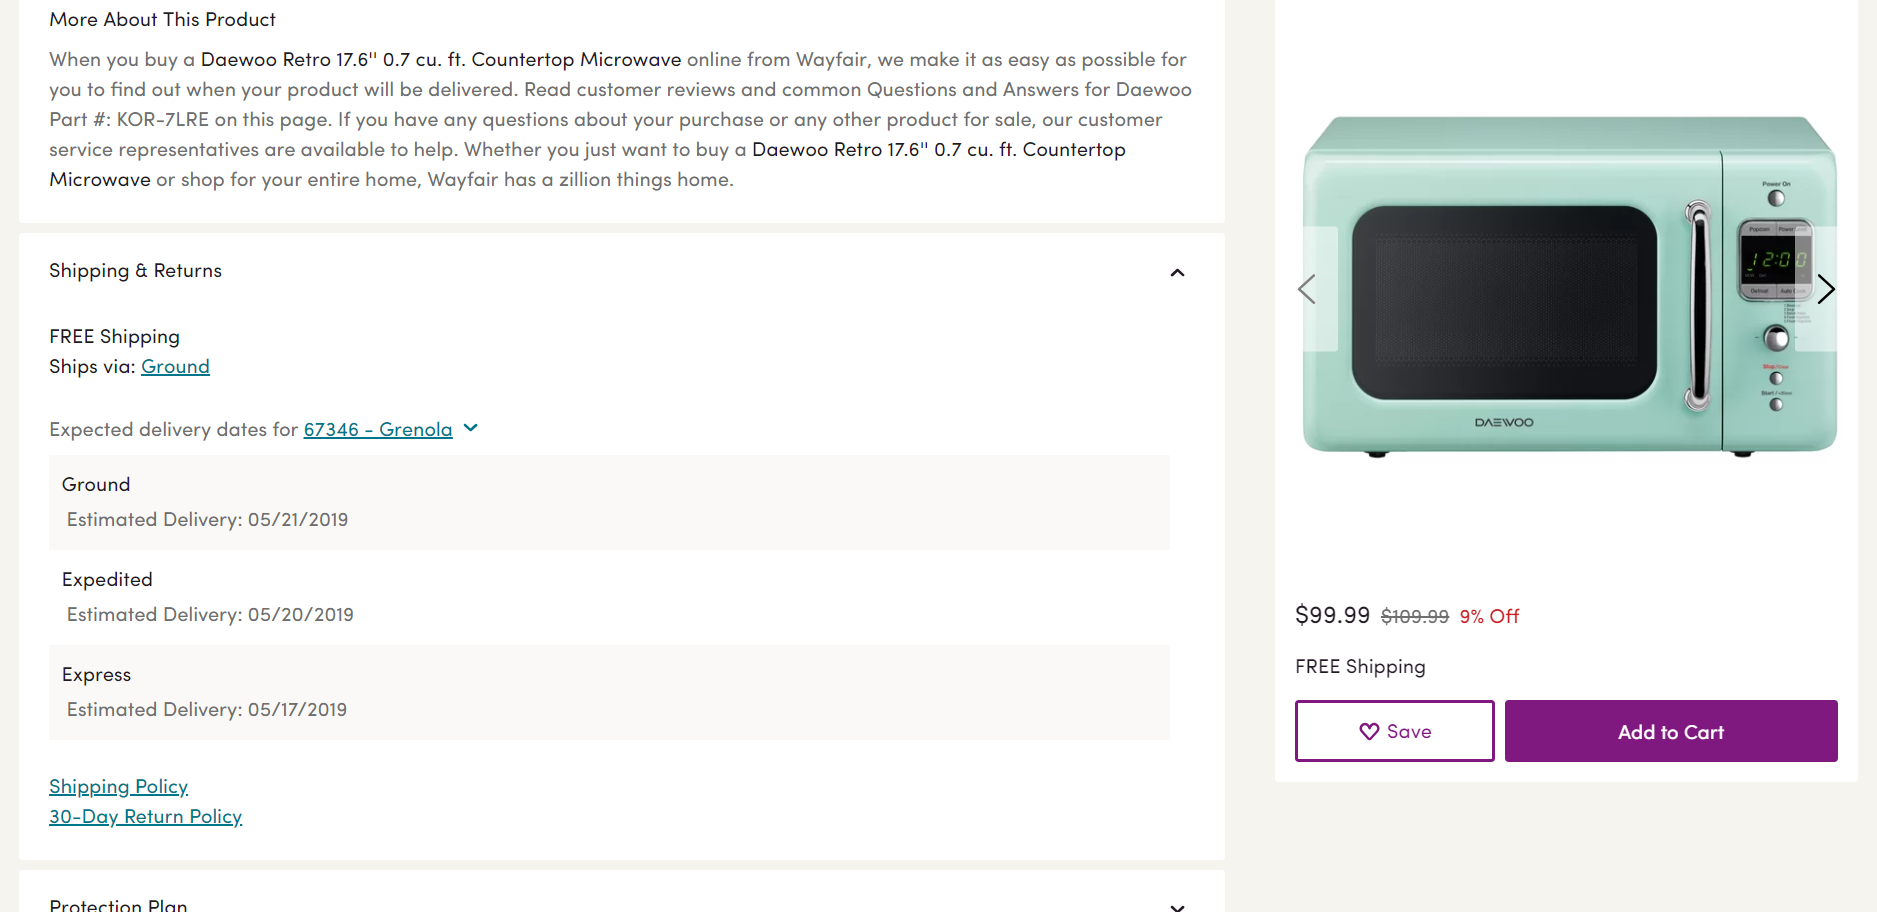 More About This Product
When you buy a Daewoo Retro 17.6'' 0.7 cu. ft. Countertop Microwave online from Wayfair, we make it as easy as possible for
you to find out when your product will be delivered. Read customer reviews and common Questions and Answers for Daewoo
Part #: KOR-7LRE on this page. If you have any questions about your purchase or any other product for sale, our customer
service representatives are available to help. Whether you just want to buy a Daewoo Retro 17.6'' 0.7 cu. ft. Countertop
Microwave or shop for your entire home, Wayfair has a zillion things home.
Shipping & Returns
FREE Shipping
Ships via: Ground
Expected delivery dates for 67346 - Grenola
Ground
Estimated Delivery: 05/21/2019
Expedited
Estimated Delivery: 05/20/2019
Express
Estimated Delivery: 05/17/2019
Shipping Policy
30-Day Return Policy
Protection Plan
Power On
Popcorn Power Level
12:00
Defrost Auto Cook
DAEWOO
$99.99 $109.99 9% Off
FREE Shipping
Save
Add to Cart